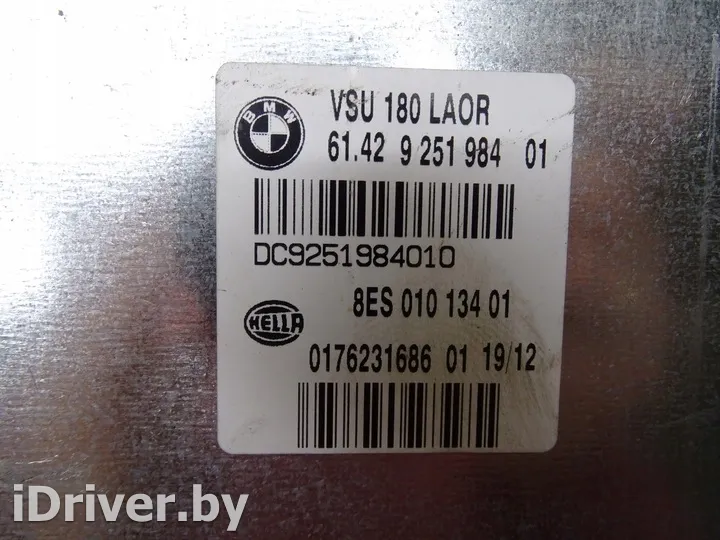 BMW
VSU 180 LAOR
61.42 9 251 984 01
DC9251984010
8ES 010 134 01
HELLA
0176231686 01 19/12
iDriver.by